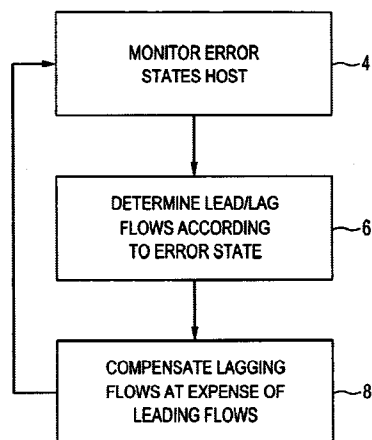 MONITOR ERROR
STATES HOST
4
DETERMINE LEAD/LAG
FLOWS ACCORDING
TO ERROR STATE
6
COMPENSATE LAGGING
FLOWS AT EXPENSE OF
LEADING FLOWS
8